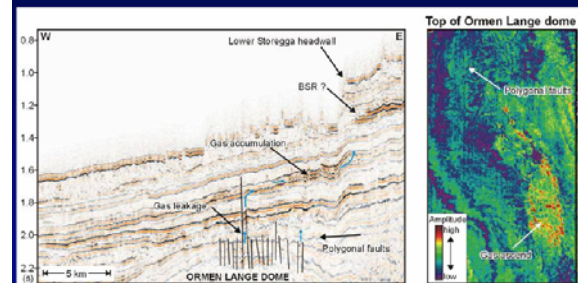 Top of Ormen Lange dome
W
E
0.8
Lower Storegga headwall
1.0
BSR ?
Polygonal faults
1.2
1.4
Gas accumulation
1.6
1.8
Gas leakage
2.0
Polygonal faults
Amplitude
high
low
Gas ascend
2.2
(s)
5 km
ORMEN LANGE DOME